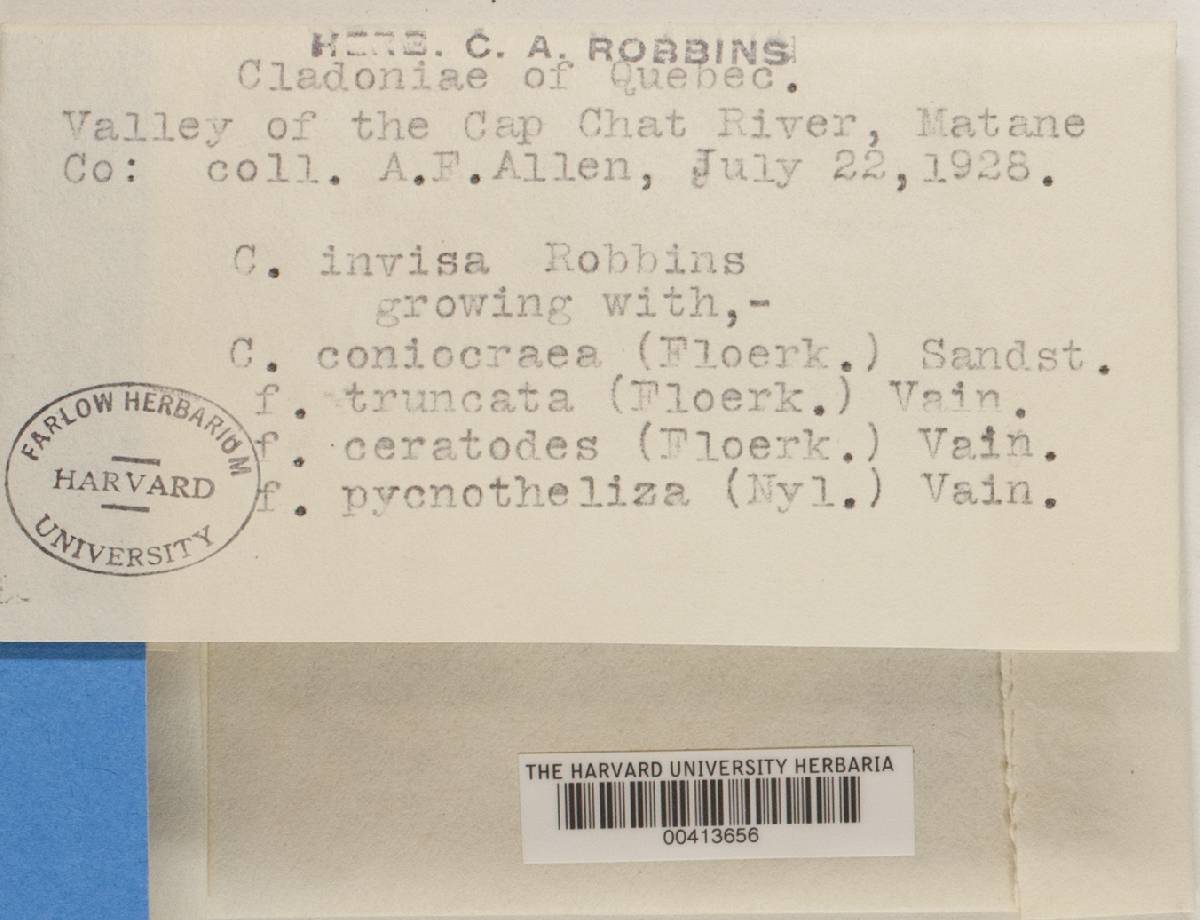 HERB. C. A. ROBBINS
Cladoniae of Quebec.
Valley of the Cap Chat River, Matane
Co: coll. A.F.Allen, July 22,1928.
C. invisa Robbins
growing with,-
C. coniocraea (Floerk.) Sandst.
f. truncata (Floerk.) Vain.
f. ceratodes (Floerk.) Vain.
f. pycnotheliza (Nyl.) Vain.
FARLOW HERBARIUM
HARVARD
UNIVERSITY
THE HARVARD UNIVERSITY HERBARIA
00413656